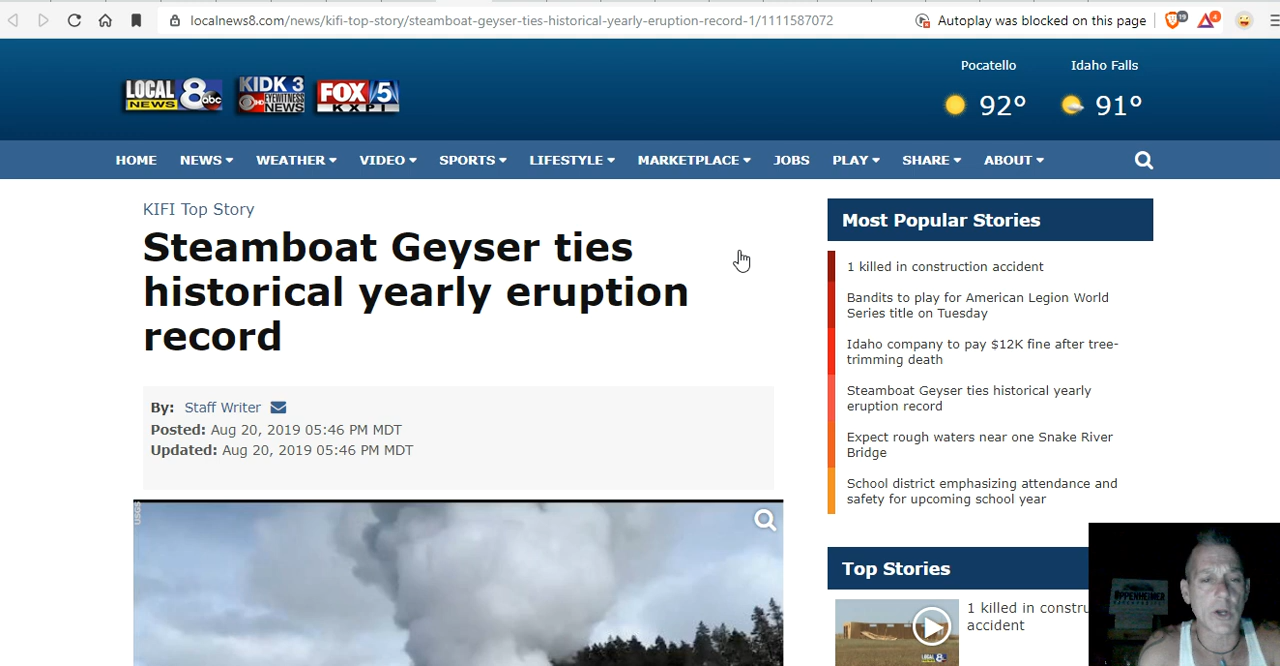 localnews8.com/news/kifi-top-story/steamboat-geyser-ties-historical-yearly-eruption-record-1/1111587072
Autoplay was blocked on this page
19
4
LOCAL NEWS 8 abc
KIDK 3 EYEWITNESS NEWS
FOX 5 KXPI
Pocatello
Idaho Falls
92°
91°
HOME
NEWS
WEATHER
VIDEO
SPORTS
LIFESTYLE
MARKETPLACE
JOBS
PLAY
SHARE
ABOUT
KIFI Top Story
Steamboat Geyser ties
historical yearly eruption
record
By: Staff Writer
Posted: Aug 20, 2019 05:46 PM MDT
Updated: Aug 20, 2019 05:46 PM MDT
USGS
Most Popular Stories
1 killed in construction accident
Bandits to play for American Legion World
Series title on Tuesday
Idaho company to pay $12K fine after tree-
trimming death
Steamboat Geyser ties historical yearly
eruption record
Expect rough waters near one Snake River
Bridge
School district emphasizing attendance and
safety for upcoming school year
Top Stories
1 killed in constru
accident
LOCAL NEWS 8
OPPENHEIMER